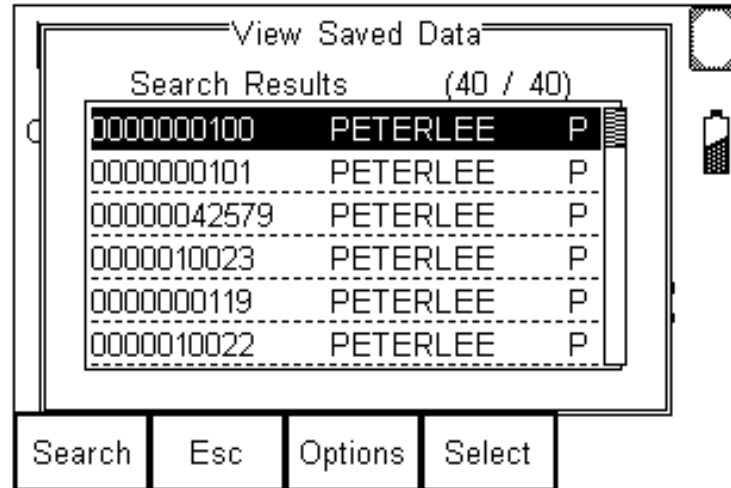 View Saved Data
Search Results (40 / 40)
0000000100 PETERLEE P
0000000101 PETERLEE P
00000042579 PETERLEE P
0000010023 PETERLEE P
0000000119 PETERLEE P
0000010022 PETERLEE P
Search Esc Options Select